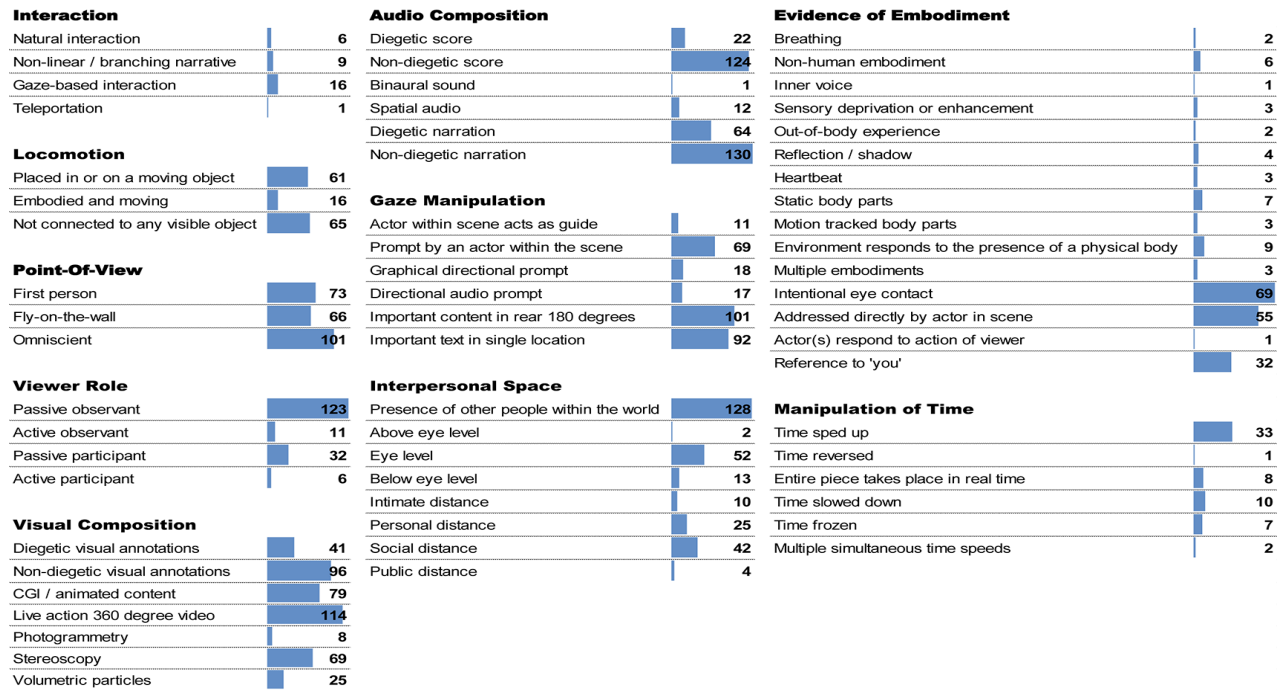 Interaction
Natural interaction 6
Non-linear / branching narrative 9
Gaze-based interaction 16
Teleportation 1
Locomotion
Placed in or on a moving object 61
Embodied and moving 16
Not connected to any visible object 65
Point-Of-View
First person 73
Fly-on-the-wall 66
Omniscient 101
Viewer Role
Passive observant 123
Active observant 11
Passive participant 32
Active participant 6
Visual Composition
Diegetic visual annotations 41
Non-diegetic visual annotations 96
CGI / animated content 79
Live action 360 degree video 114
Photogrammetry 8
Stereoscopy 69
Volumetric particles 25
Audio Composition
Diegetic score 22
Non-diegetic score 124
Binaural sound 1
Spatial audio 12
Diegetic narration 64
Non-diegetic narration 130
Gaze Manipulation
Actor within scene acts as guide 11
Prompt by an actor within the scene 69
Graphical directional prompt 18
Directional audio prompt 17
Important content in rear 180 degrees 101
Important text in single location 92
Interpersonal Space
Presence of other people within the world 128
Above eye level 2
Eye level 52
Below eye level 13
Intimate distance 10
Personal distance 25
Social distance 42
Public distance 4
Evidence of Embodiment
Breathing 2
Non-human embodiment 6
Inner voice 1
Sensory deprivation or enhancement 3
Out-of-body experience 2
Reflection / shadow 4
Heartbeat 3
Static body parts 7
Motion tracked body parts 3
Environment responds to the presence of a physical body 9
Multiple embodiments 3
Intentional eye contact 69
Addressed directly by actor in scene 55
Actor(s) respond to action of viewer 1
Reference to 'you' 32
Manipulation of Time
Time sped up 33
Time reversed 1
Entire piece takes place in real time 8
Time slowed down 10
Time frozen 7
Multiple simultaneous time speeds 2